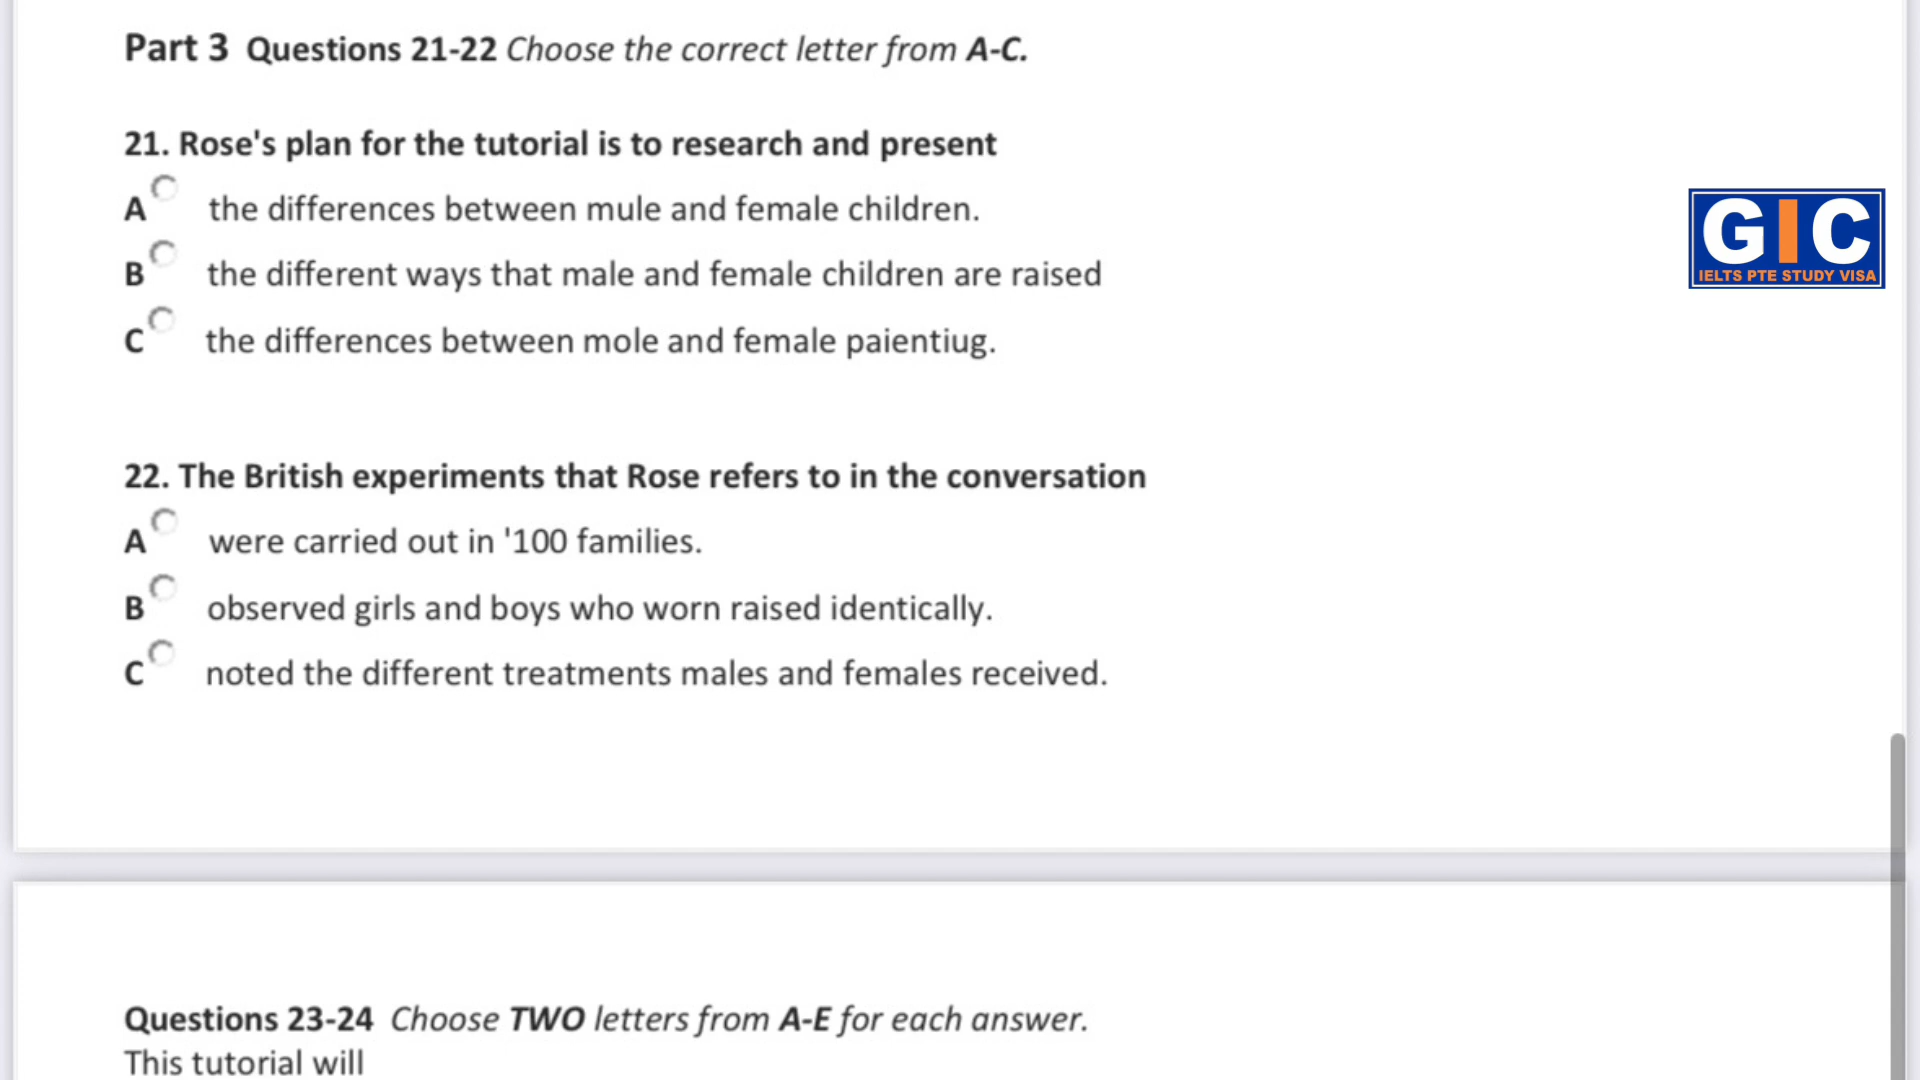 Part 3 Questions 21-22 Choose the correct letter from A-C.
21. Rose's plan for the tutorial is to research and present
A the differences between mule and female children.
B the different ways that male and female children are raised
C the differences between mole and female paientiug.
GIC
IELTS PTE STUDY VISA
22. The British experiments that Rose refers to in the conversation
A were carried out in '100 families.
B observed girls and boys who worn raised identically.
C noted the different treatments males and females received.
Questions 23-24 Choose TWO letters from A-E for each answer.
This tutorial will